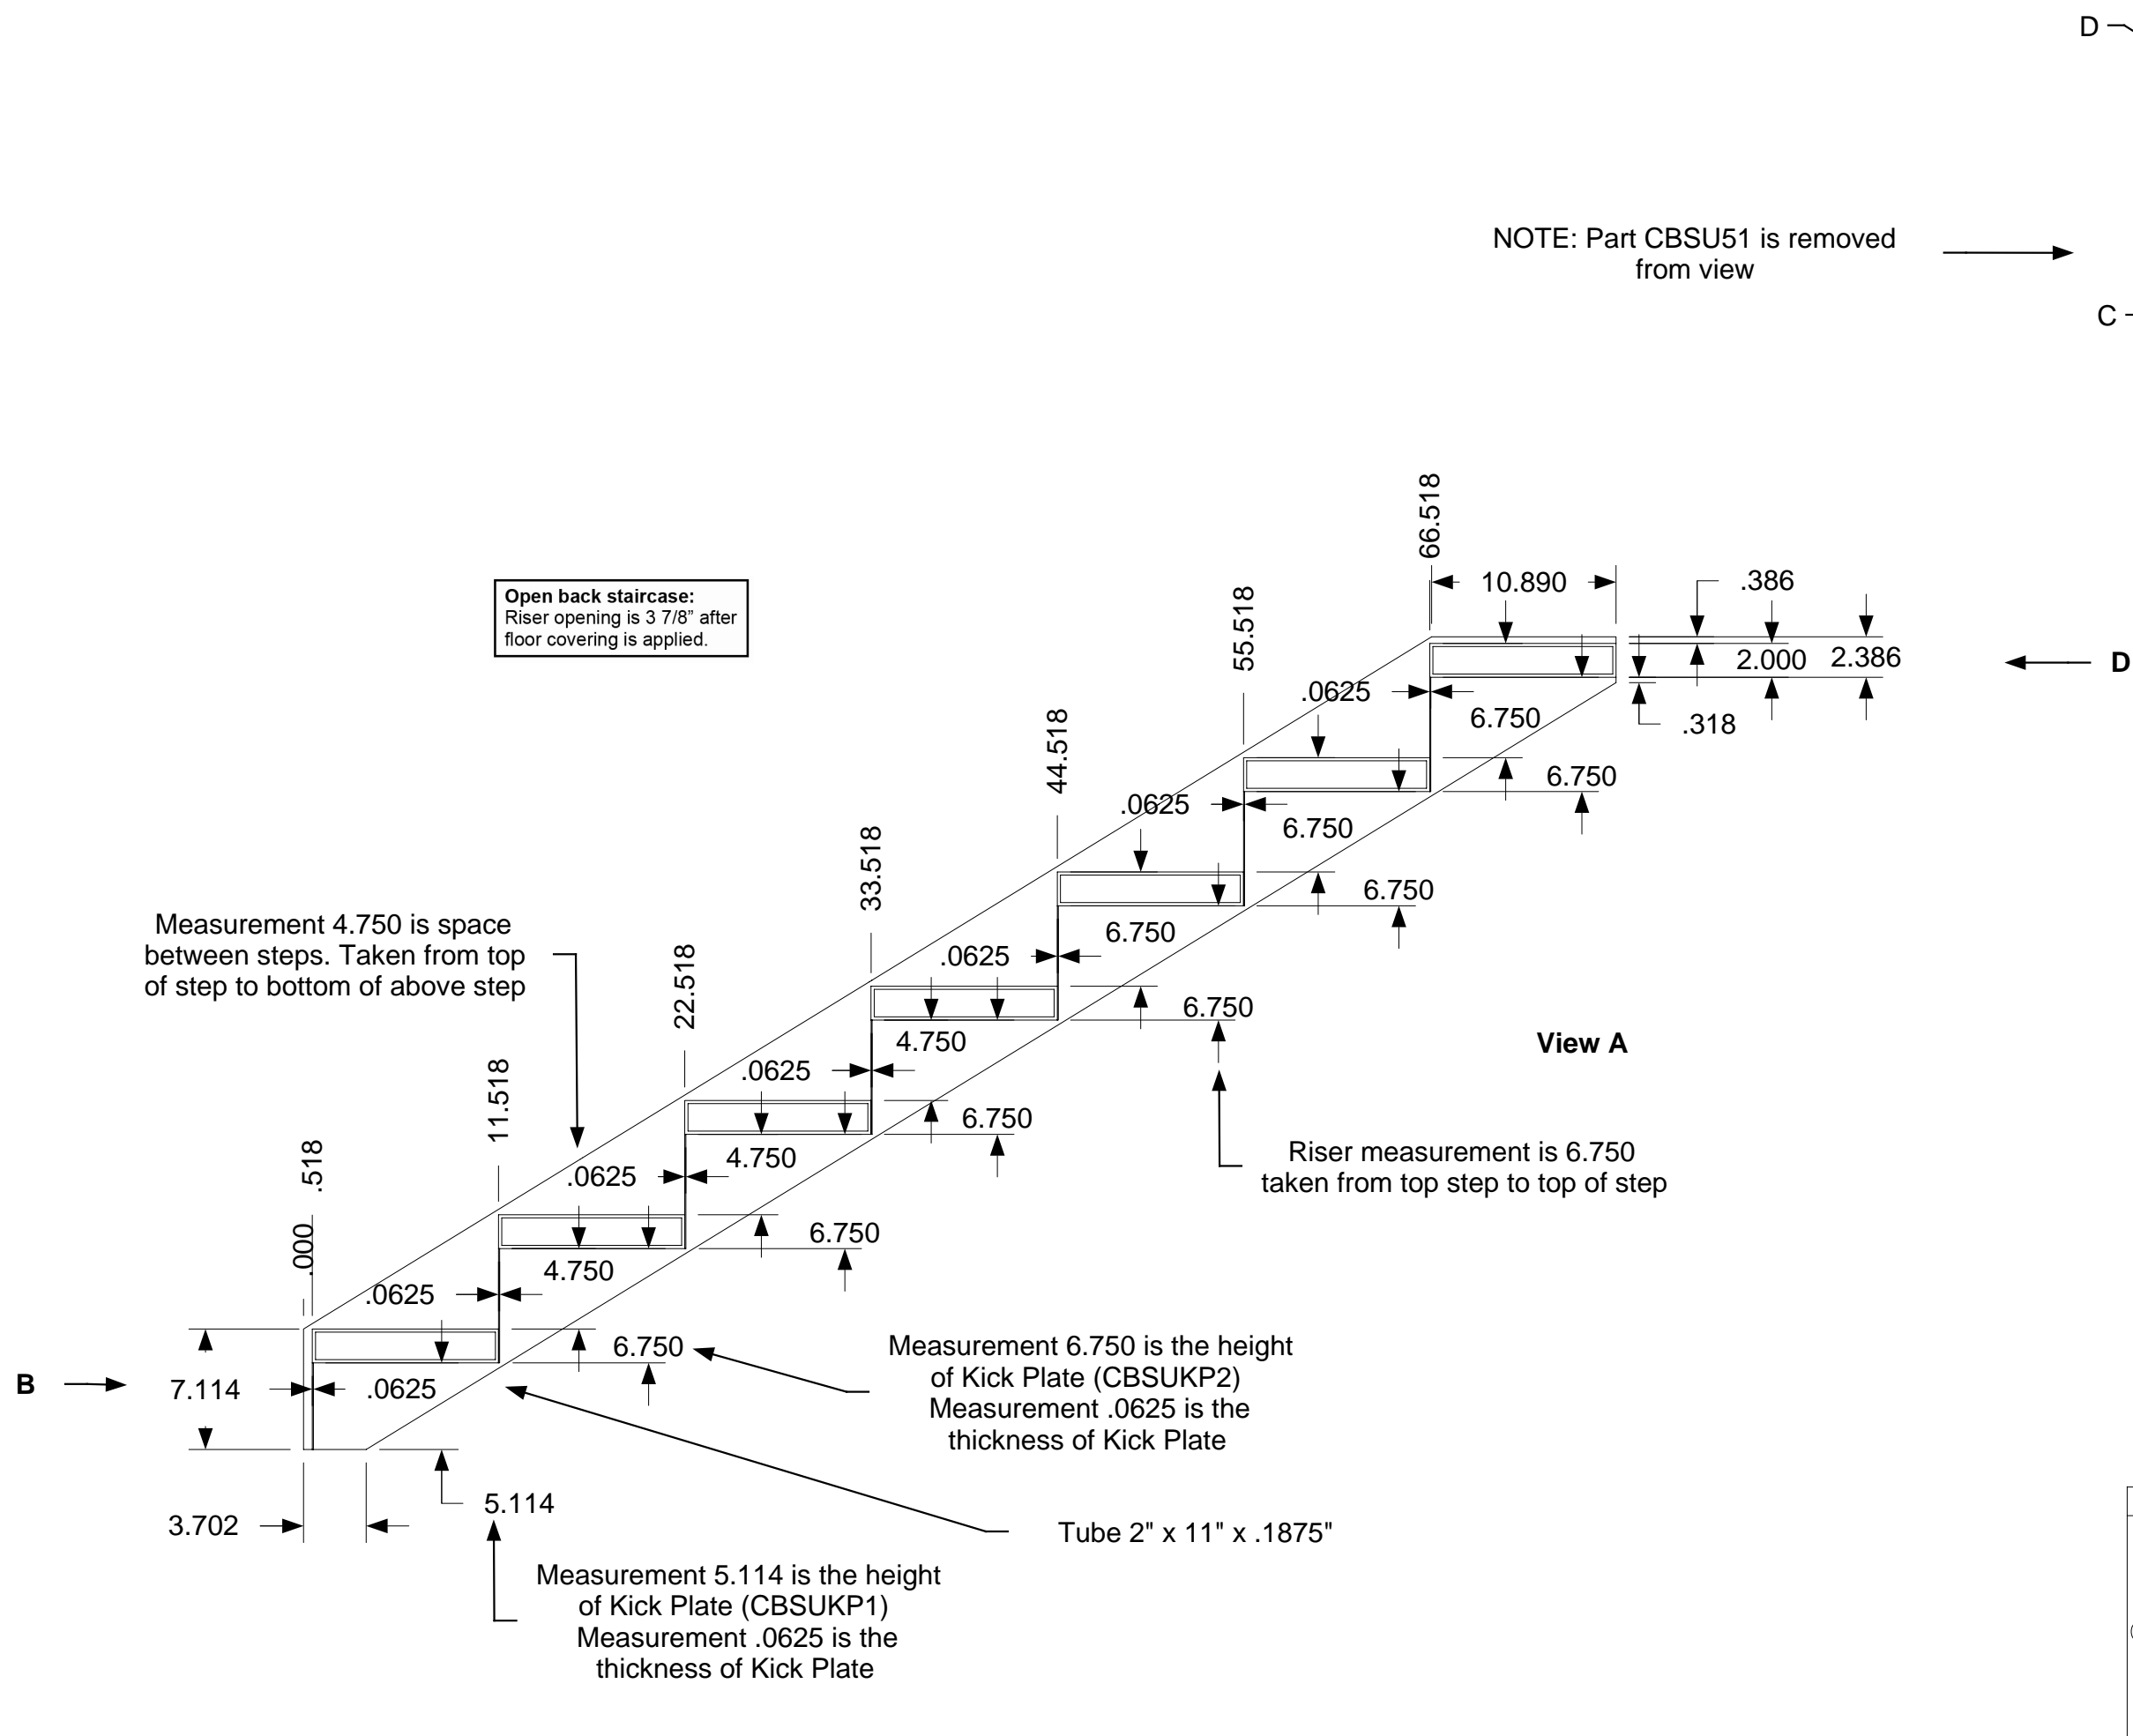 D
NOTE: Part CBSU51 is removed
from view
C
66.518
10.890
.386
Open back staircase:
Riser opening is 3 7/8” after
floor covering is applied.
55.518
2.000
2.386
D
.0625
6.750
.318
44.518
6.750
.0625
6.750
33.518
6.750
Measurement 4.750 is space
between steps. Taken from top
of step to bottom of above step
22.518
.0625
6.750
6.750
4.750
View A
11.518
.0625
6.750
Riser measurement is 6.750
taken from top step to top of step
.518
.0625
4.750
.000
6.750
4.750
.0625
6.750
Measurement 6.750 is the height
of Kick Plate (CBSUKP2)
Measurement .0625 is the
thickness of Kick Plate
B
7.114
.0625
5.114
3.702
Tube 2" x 11" x .1875"
Measurement 5.114 is the height
of Kick Plate (CBSUKP1)
Measurement .0625 is the
thickness of Kick Plate